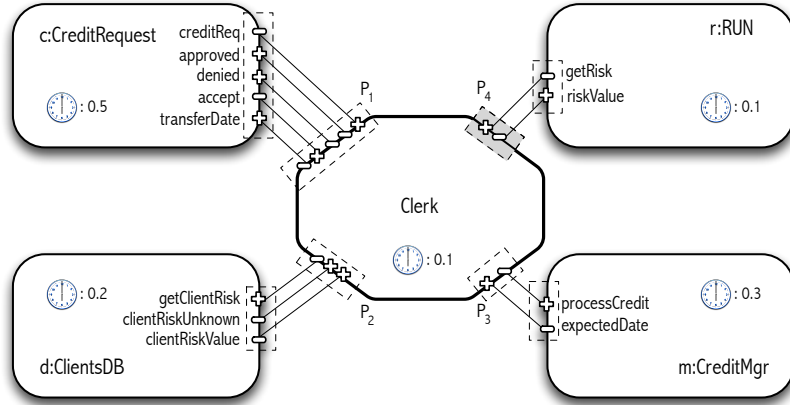 c:CreditRequest
creditReq
approved
denied
accept
transferDate
: 0.5
P1
P4
r:RUN
getRisk
riskValue
: 0.1
Clerk
: 0.1
: 0.2
getClientRisk
clientRiskUnknown
clientRiskValue
d:ClientsDB
P2
P3
: 0.3
processCredit
expectedDate
m:CreditMgr